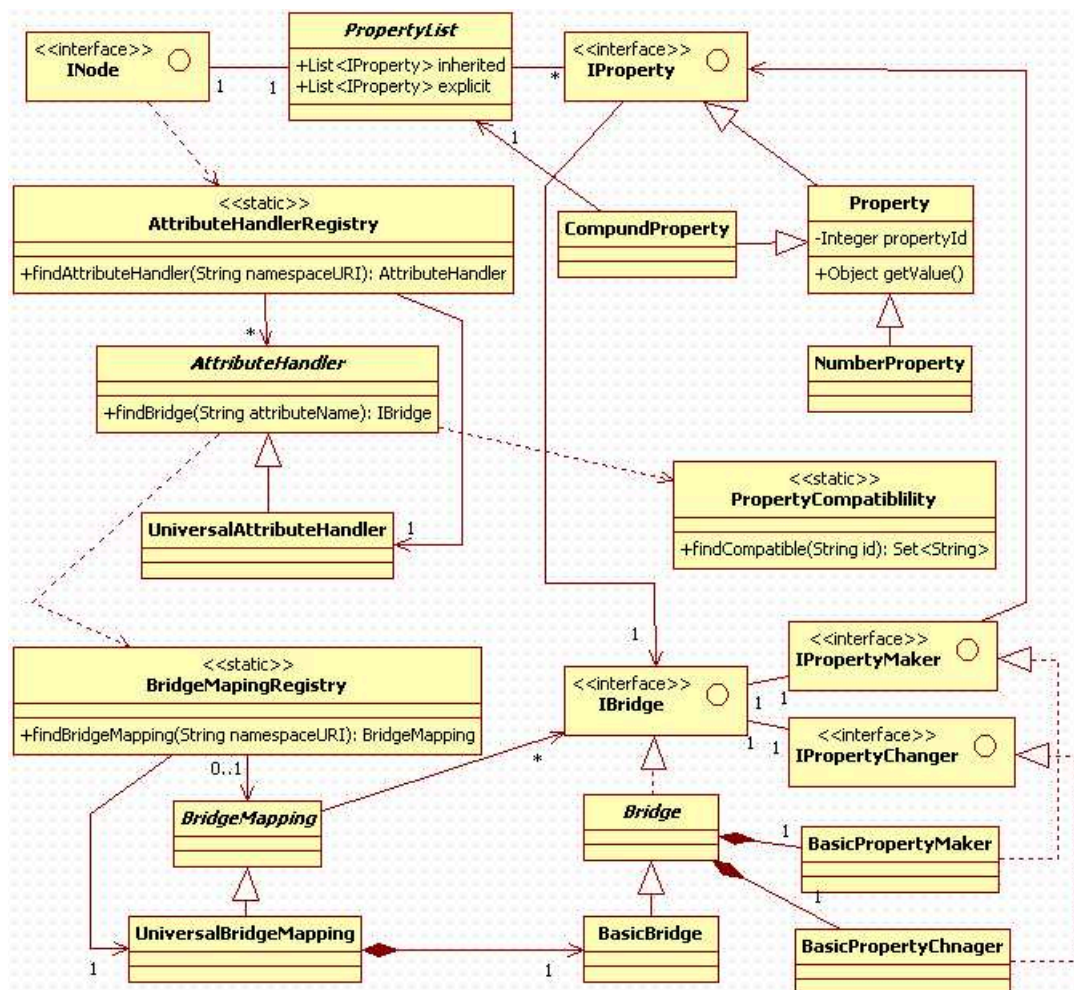 <<interface>>
INode
1
1
PropertyList
+List<IProperty> inherited
+List<IProperty> explicit
*
<<interface>>
IProperty
1
<<static>>
AttributeHandlerRegistry
+findAttributeHandler(String namespaceURI): AttributeHandler
CompundProperty
Property
-Integer propertyId
+Object getValue()
*
AttributeHandler
+findBridge(String attributeName): IBridge
NumberProperty
<<static>>
PropertyCompatiblility
+findCompatible(String id): Set<String>
UniversalAttributeHandler
1
1
<<static>>
BridgeMapingRegistry
+findBridgeMapping(String namespaceURI): BridgeMapping
<<interface>>
IBridge
1
1
1
1
<<interface>>
IPropertyMaker
<<interface>>
IPropertyChanger
0..1
*
BridgeMapping
Bridge
1
BasicPropertyMaker
1
UniversalBridgeMapping
1
1
BasicBridge
BasicPropertyChnager